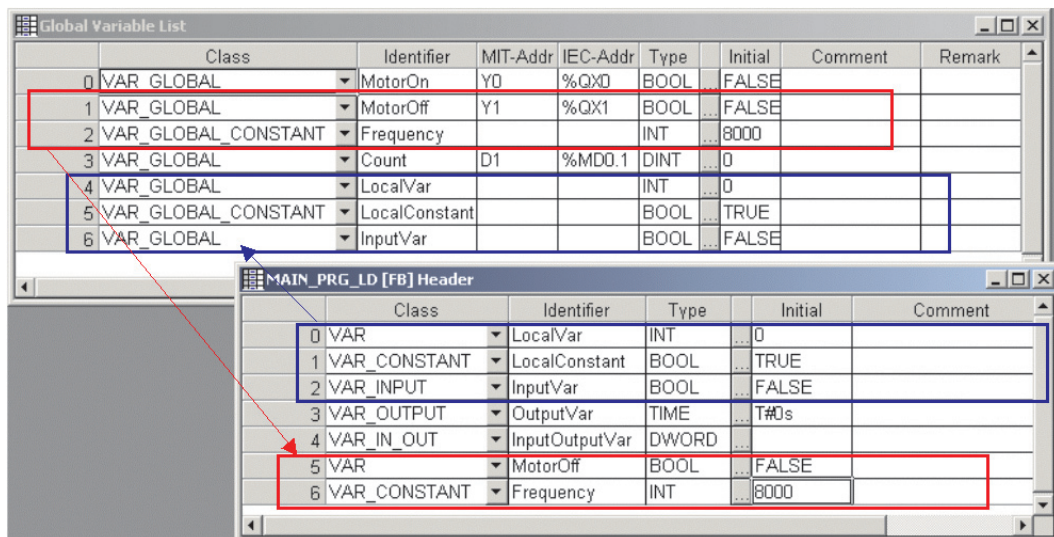 Global Variable List
Class Identifier MIT-Addr IEC-Addr Type Initial Comment Remark
0 VAR_GLOBAL MotorOn Y0 %QX0 BOOL ... FALSE
1 VAR_GLOBAL MotorOff Y1 %QX1 BOOL ... FALSE
2 VAR_GLOBAL_CONSTANT Frequency INT ... 8000
3 VAR_GLOBAL Count D1 %MD0.1 DINT ... 0
4 VAR_GLOBAL LocalVar INT ... 0
5 VAR_GLOBAL_CONSTANT LocalConstant BOOL ... TRUE
6 VAR_GLOBAL InputVar BOOL ... FALSE
MAIN_PRG_LD [FB] Header
Class Identifier Type Initial Comment
0 VAR LocalVar INT ... 0
1 VAR_CONSTANT LocalConstant BOOL ... TRUE
2 VAR_INPUT InputVar BOOL ... FALSE
3 VAR_OUTPUT OutputVar TIME ... T#0s
4 VAR_IN_OUT InputOutputVar DWORD ...
5 VAR MotorOff BOOL ... FALSE
6 VAR_CONSTANT Frequency INT ... 8000